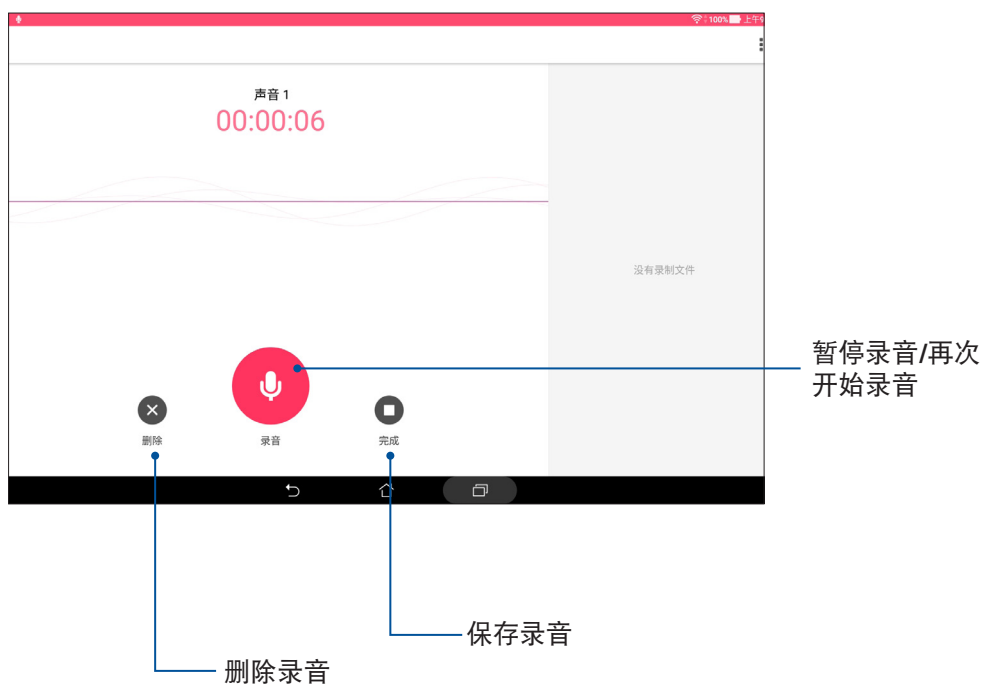 100% 上午9
声音 1
00:00:06
没有录制文件
暂停录音/再次
开始录音
删除
录音
完成
保存录音
删除录音